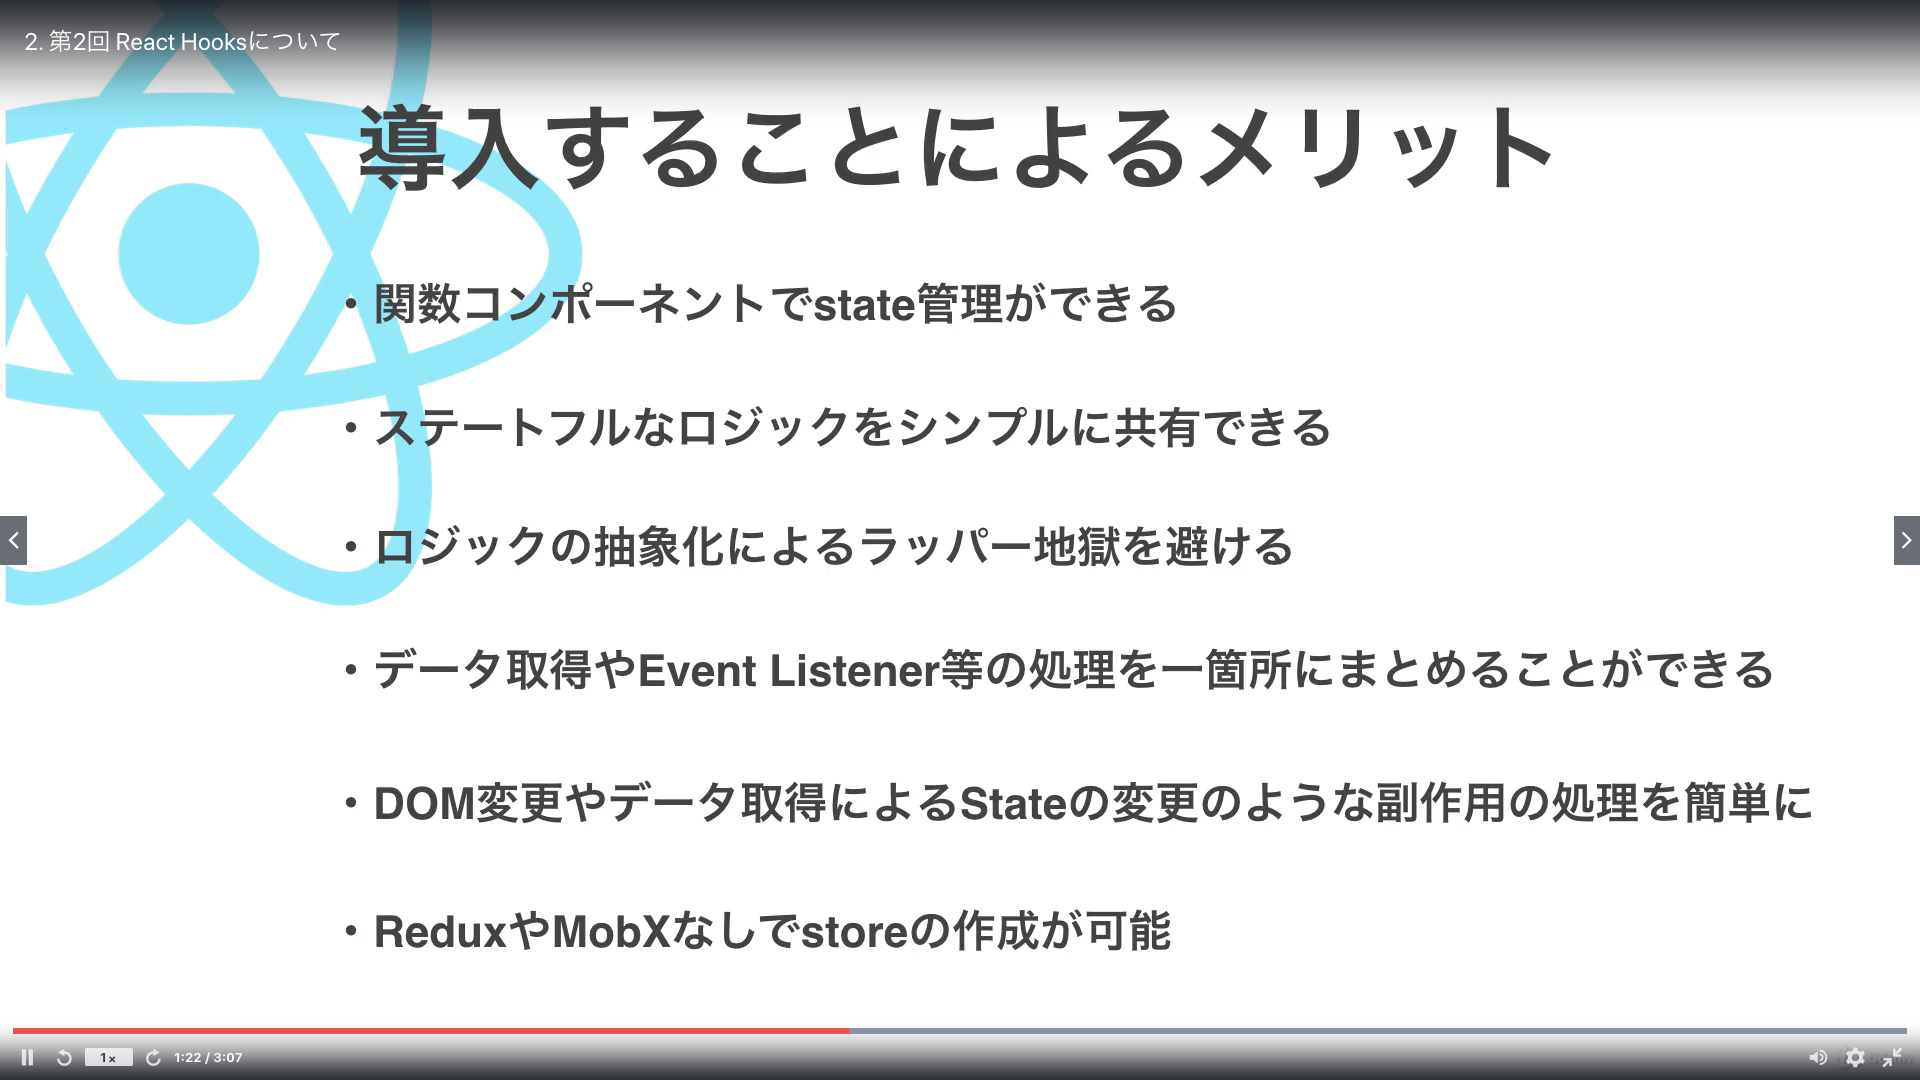 2. 第2回 React Hooksについて
導入することによるメリット
・関数コンポーネントでstate管理ができる
・ステートフルなロジックをシンプルに共有できる
・ロジックの抽象化によるラッパー地獄を避ける
・データ取得やEvent Listener等の処理を一箇所にまとめることができる
・DOM変更やデータ取得によるStateの変更のような副作用の処理を簡単に
・ReduxやMobXなしでstoreの作成が可能
1x 1:22 / 3:07